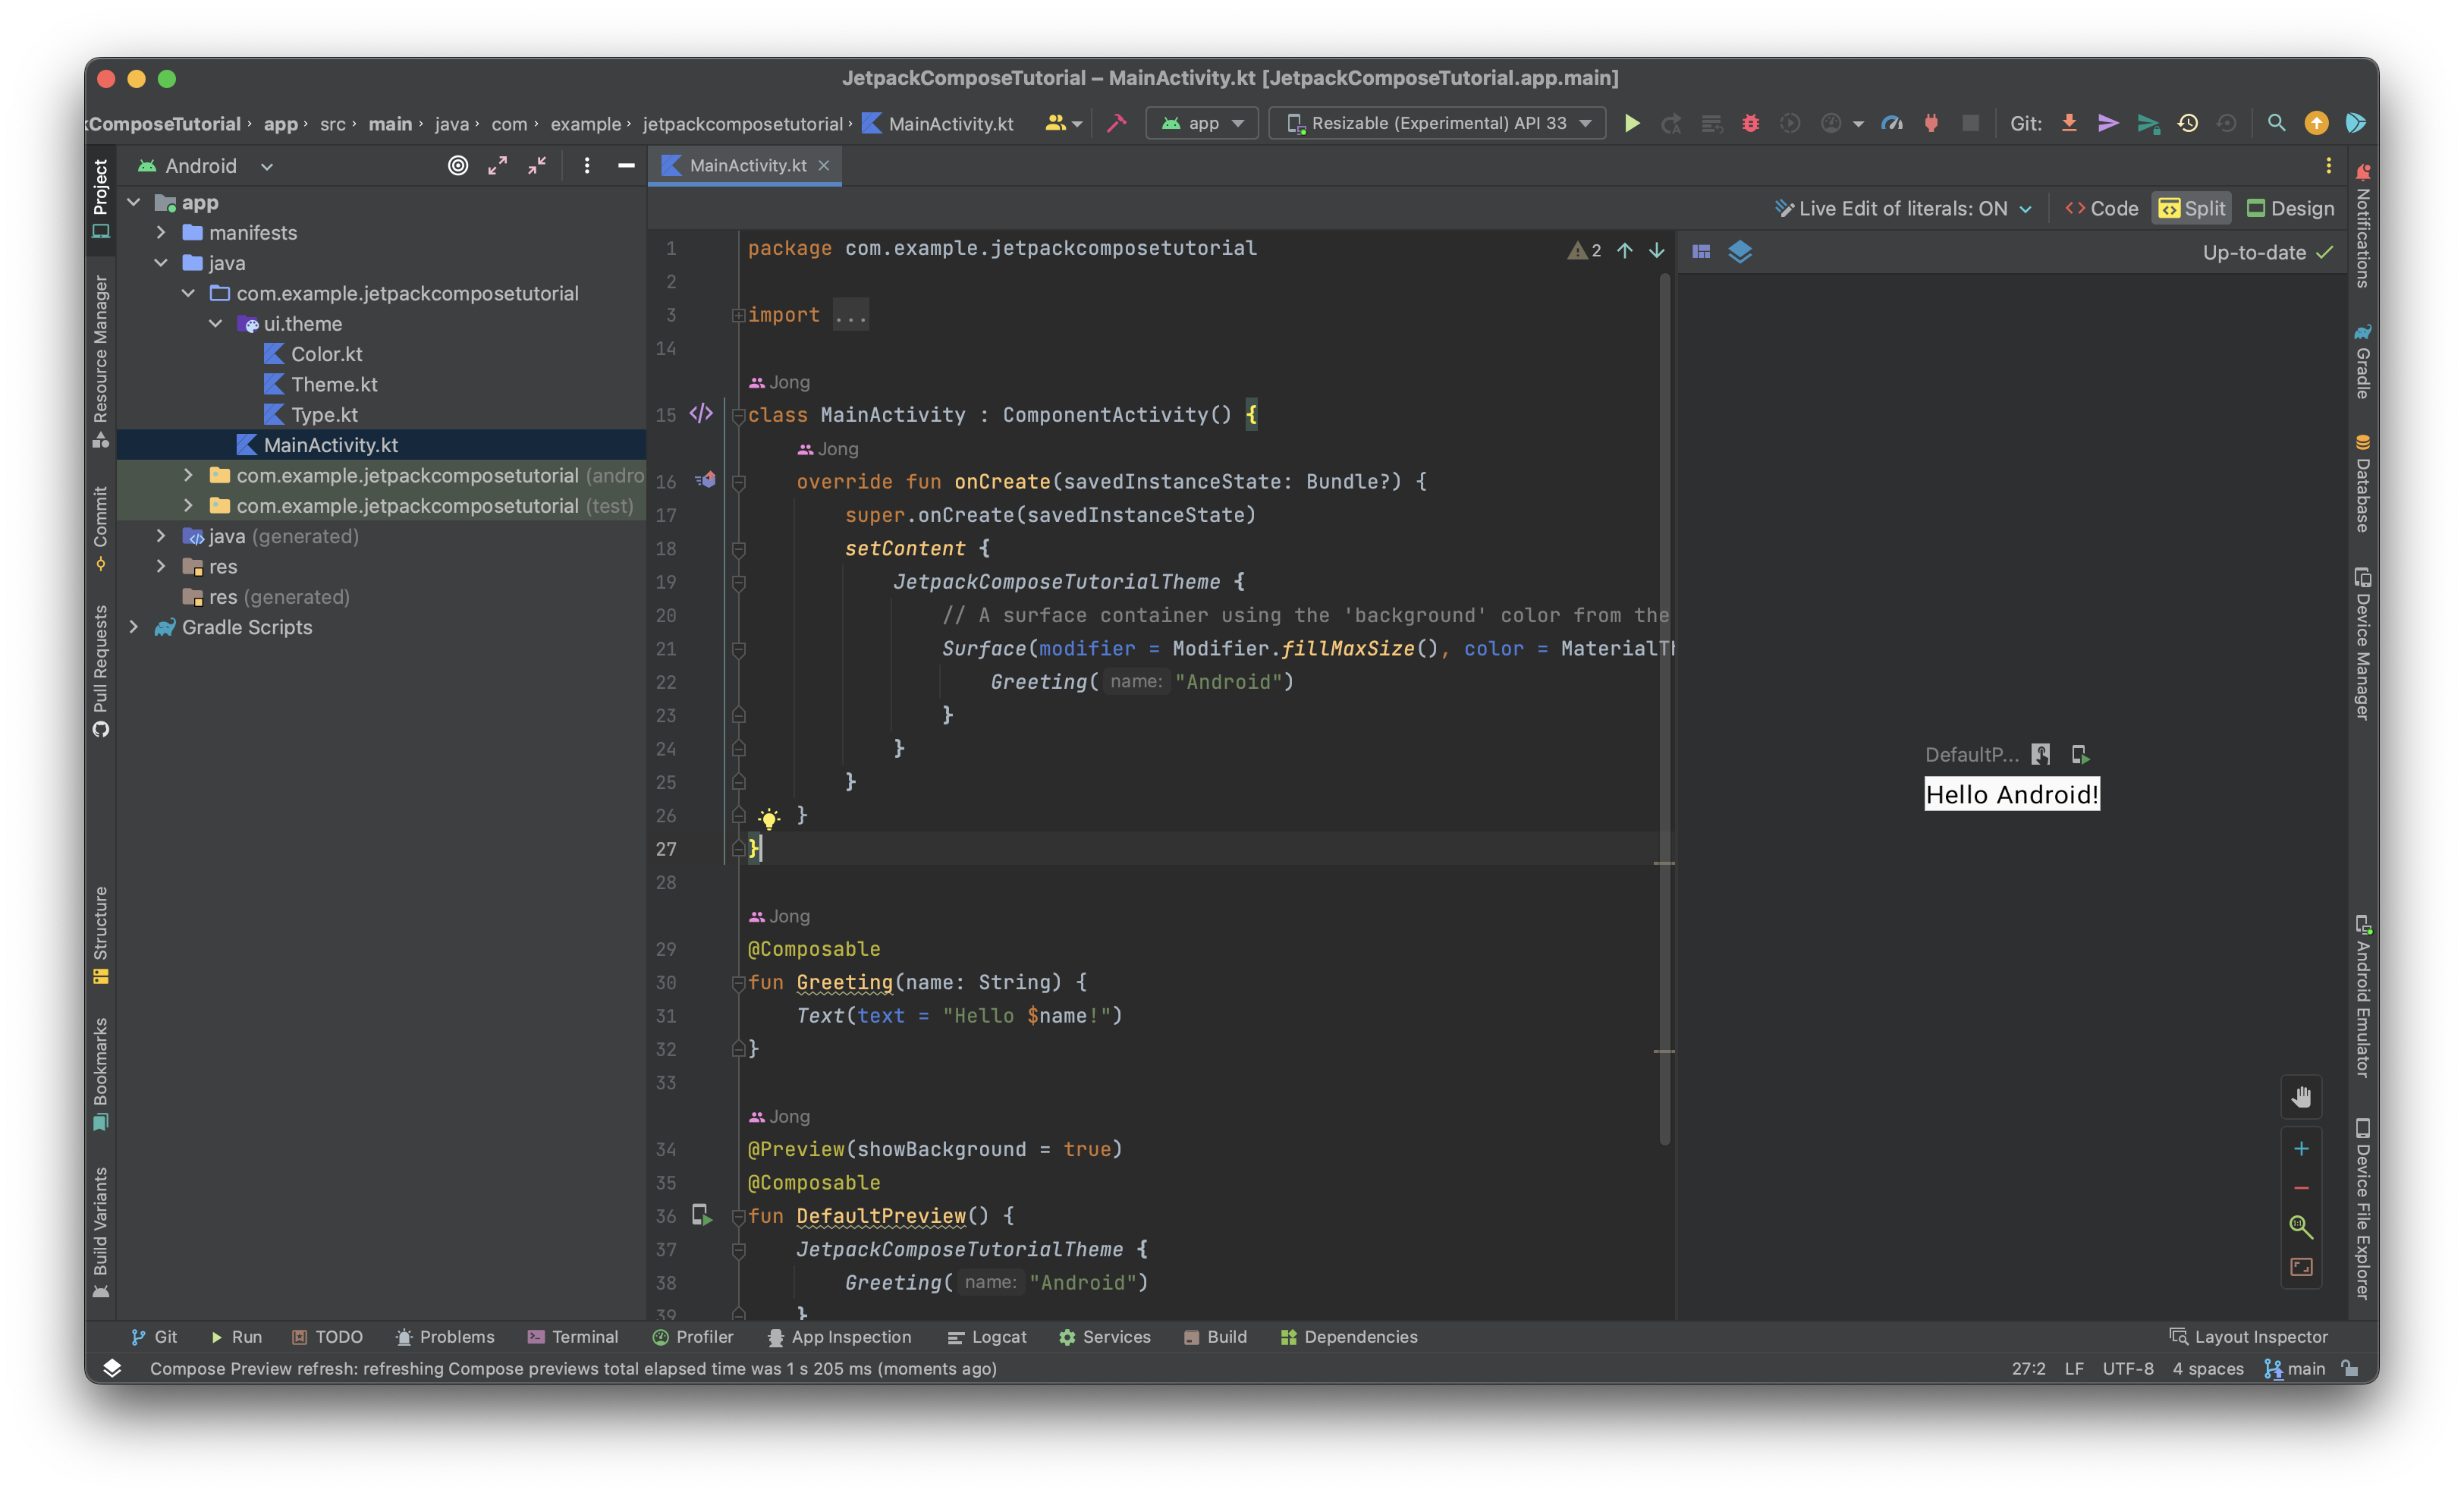 JetpackComposeTutorial – MainActivity.kt [JetpackComposeTutorial.app.main]
kComposeTutorial › app › src › main › java › com › example › jetpackcomposetutorial › MainActivity.kt
app
Resizable (Experimental) API 33
Git:
Project
Resource Manager
Commit
Pull Requests
Structure
Bookmarks
Build Variants
Android
app
manifests
java
com.example.jetpackcomposetutorial
ui.theme
Color.kt
Theme.kt
Type.kt
MainActivity.kt
com.example.jetpackcomposetutorial (andro
com.example.jetpackcomposetutorial (test)
java (generated)
res
res (generated)
Gradle Scripts
MainActivity.kt
Live Edit of literals: ON
Code
Split
Design
2
1 package com.example.jetpackcomposetutorial
2
3 import ...
14
Jong
15 class MainActivity : ComponentActivity() {
Jong
16 override fun onCreate(savedInstanceState: Bundle?) {
17 super.onCreate(savedInstanceState)
18 setContent {
19 JetpackComposeTutorialTheme {
20 // A surface container using the 'background' color from the
21 Surface(modifier = Modifier.fillMaxSize(), color = MaterialTh
22 Greeting( name: "Android")
23 }
24 }
25 }
26 }
27 }
28
Jong
29 @Composable
30 fun Greeting(name: String) {
31 Text(text = "Hello $name!")
32 }
33
Jong
34 @Preview(showBackground = true)
35 @Composable
36 fun DefaultPreview() {
37 JetpackComposeTutorialTheme {
38 Greeting( name: "Android")
39 }
Up-to-date
DefaultP...
Hello Android!
1:1
Notifications
Gradle
Database
Device Manager
Android Emulator
Device File Explorer
Git
Run
TODO
Problems
Terminal
Profiler
App Inspection
Logcat
Services
Build
Dependencies
Layout Inspector
Compose Preview refresh: refreshing Compose previews total elapsed time was 1 s 205 ms (moments ago)
27:2
LF
UTF-8
4 spaces
main